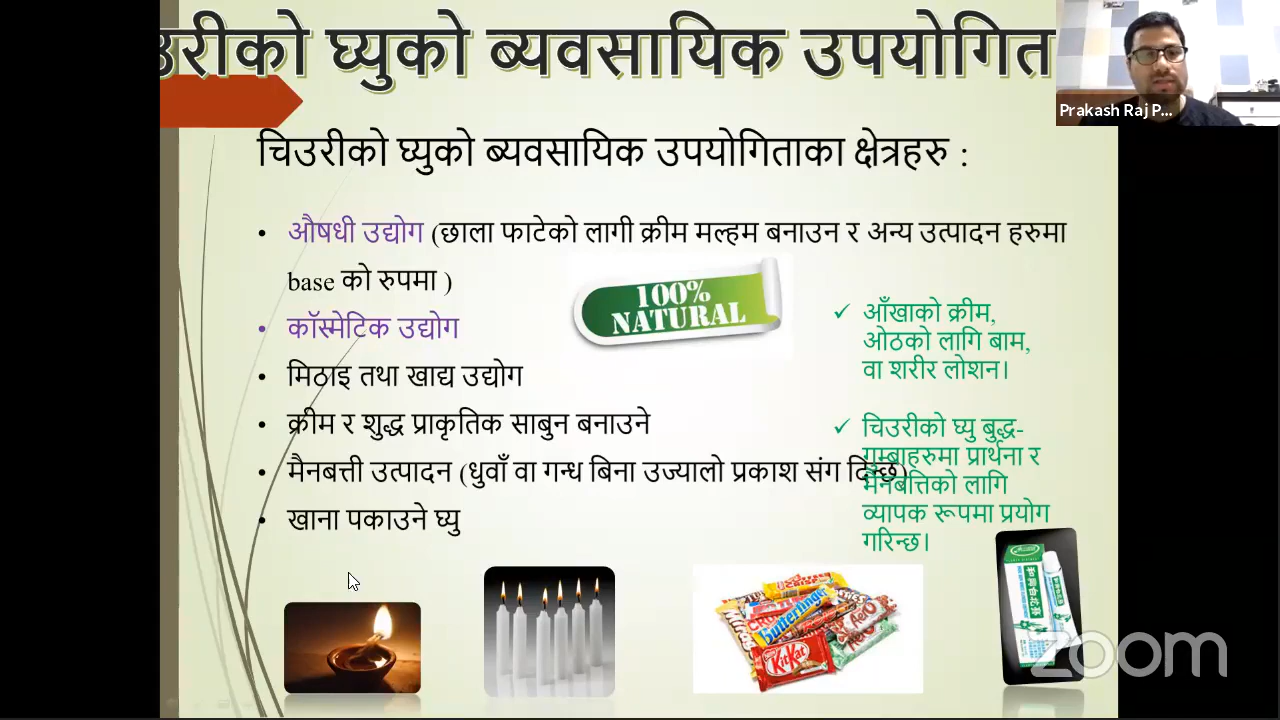 उरीको घ्युको ब्यवसायिक उपयोगित
Prakash Raj P...
चिउरीको घ्युको ब्यवसायिक उपयोगिताका क्षेत्रहरु :
• औषधी उद्योग (छाला फाटेको लागी क्रीम मल्हम बनाउन र अन्य उत्पादन हरुमा
base को रुपमा )
• कॉस्मेटिक उद्योग
• मिठाइ तथा खाद्य उद्योग
• क्रीम र शुद्ध प्राकृतिक साबुन बनाउने
• मैनबत्ती उत्पादन (धुवाँ वा गन्ध बिना उज्यालो प्रकाश संग दिन्छ)
• खाना पकाउने घ्यु
100%
NATURAL
✓ आँखाको क्रीम,
ओठको लागि बाम,
वा शरीर लोशन।
✓ चिउरीको घ्यु बुद्ध-
गुम्बाहरुमा प्रार्थना र
मैनबत्तिको लागि
व्यापक रूपमा प्रयोग
गरिन्छ।
Butterfinger
KitKat
zoom